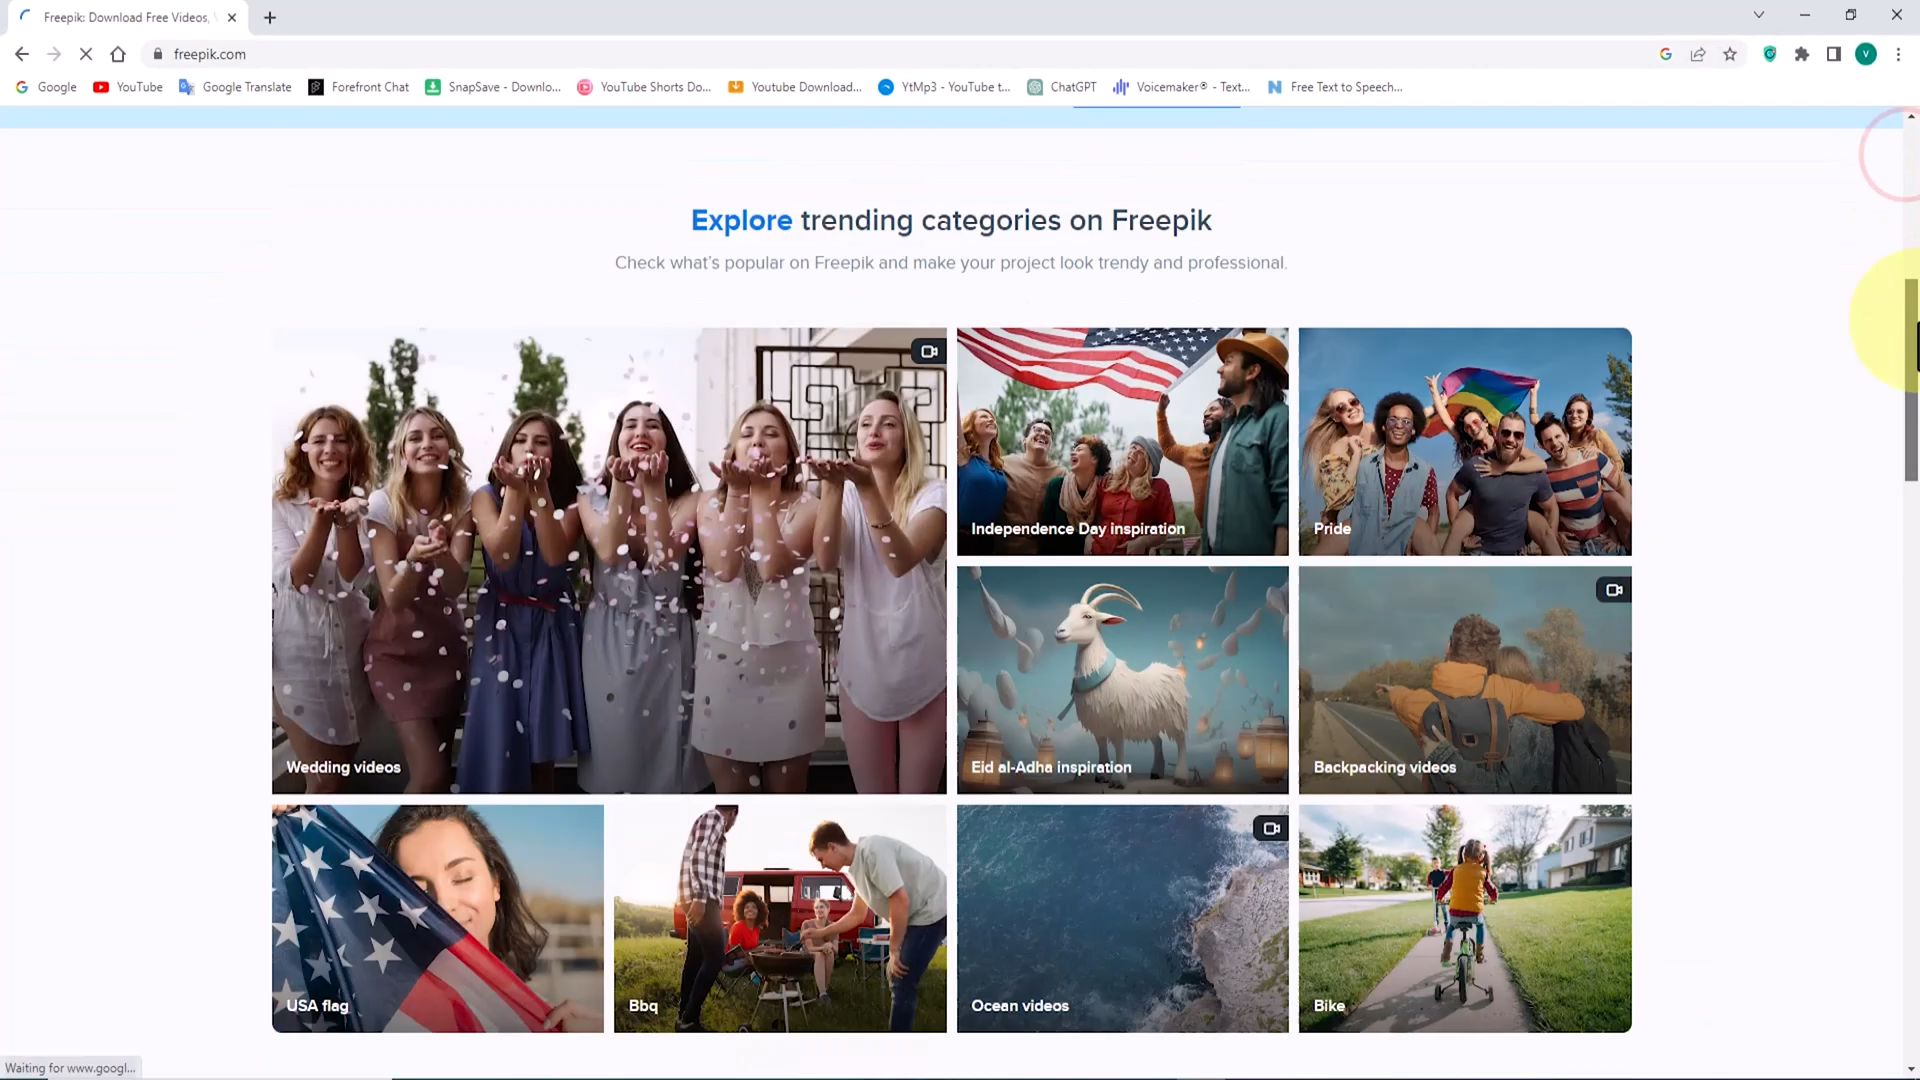 Freepik: Download Free Videos,
freepik.com
V
Google
YouTube
Google Translate
Forefront Chat
SnapSave - Downlo...
YouTube Shorts Do...
Youtube Download...
YtMp3 - YouTube t...
ChatGPT
Voicemaker® - Text...
Free Text to Speech...
Explore trending categories on Freepik
Check what's popular on Freepik and make your project look trendy and professional.
Wedding videos
Independence Day inspiration
Pride
Eid al-Adha inspiration
Backpacking videos
USA flag
Bbq
Ocean videos
Bike
Waiting for www.googl...